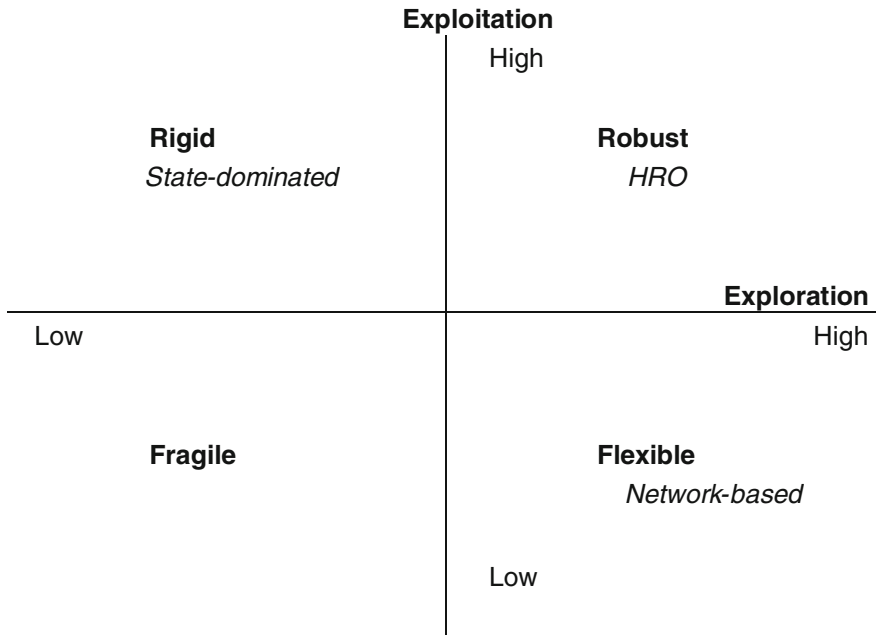 Exploitation
High
Rigid
Robust
State-dominated
HRO
Exploration
Low
High
Fragile
Flexible
Network-based
Low